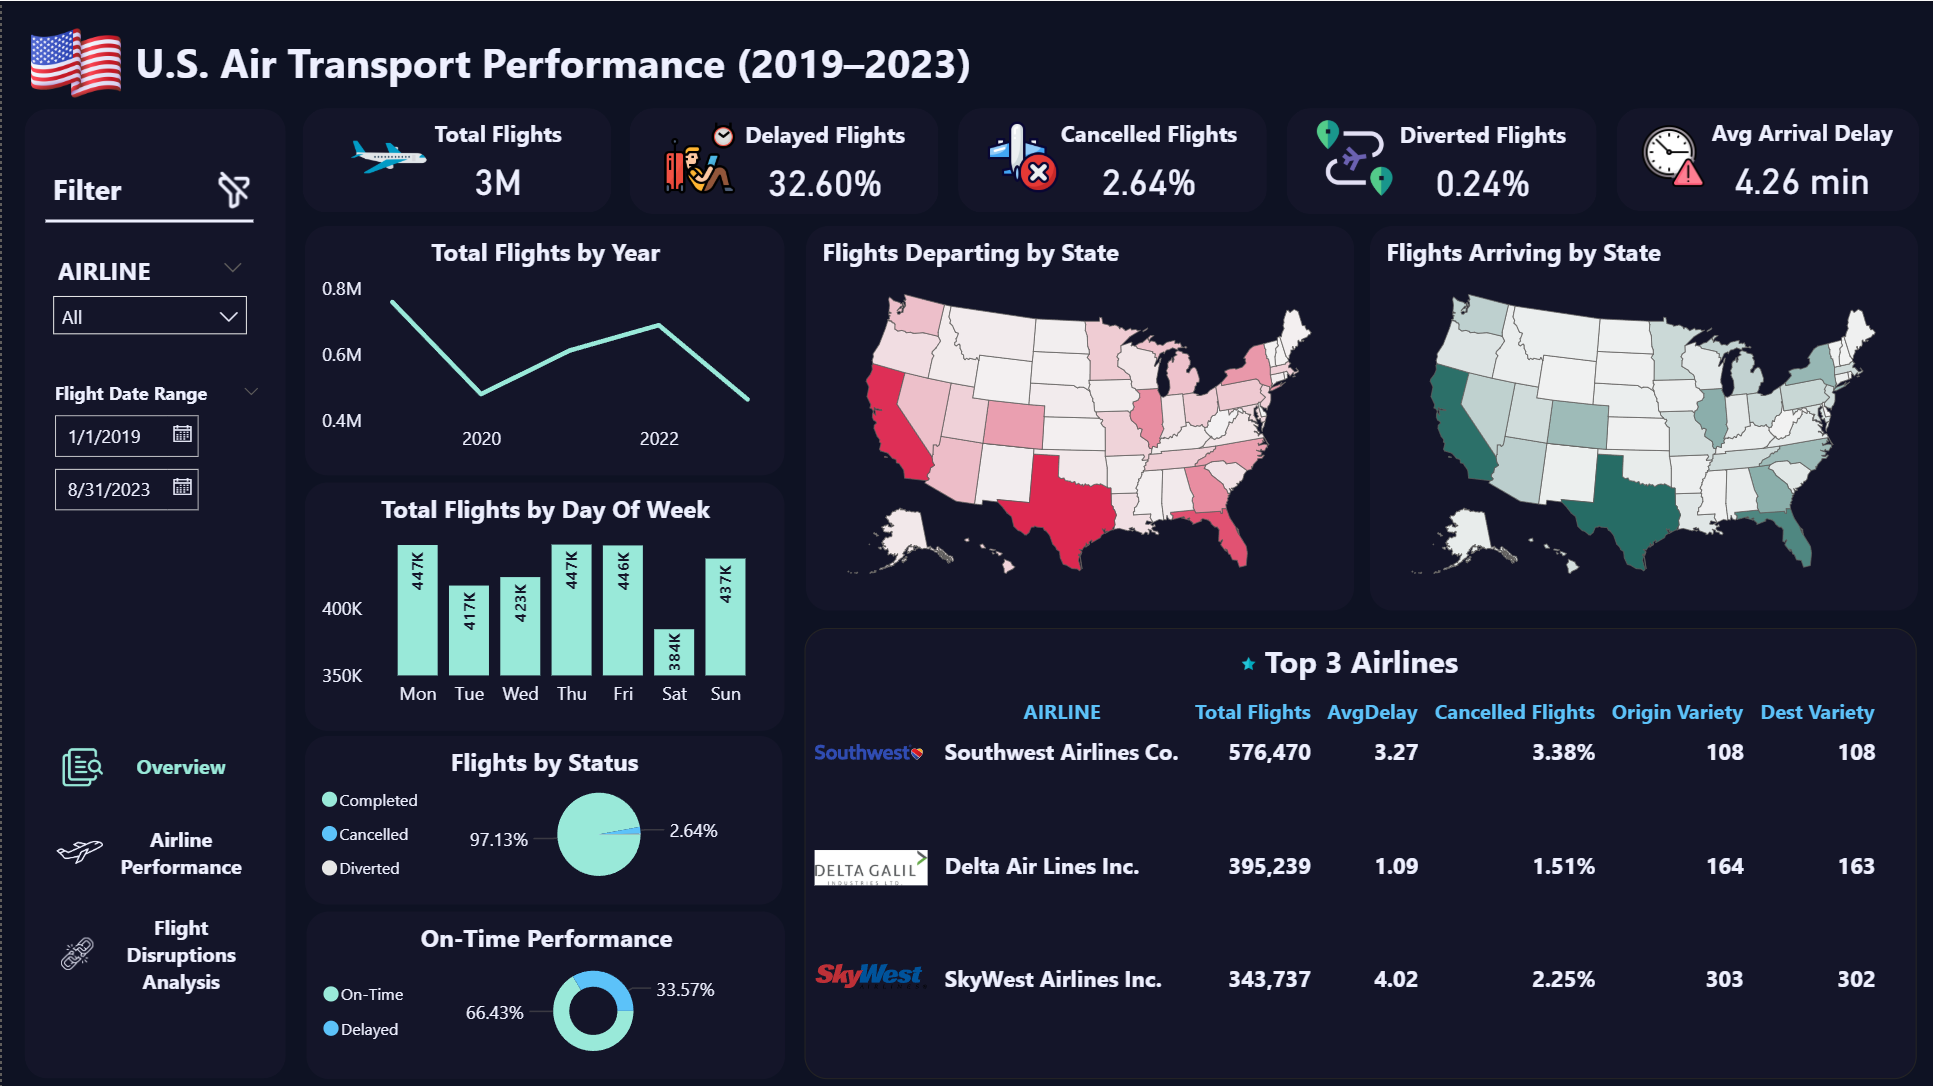 U.S. Air Transport Performance (2019–2023)
Filter
AIRLINE
All
Flight Date Range
1/1/2019
8/31/2023
Overview
Airline
Performance
Flight
Disruptions
Analysis
Total Flights
3M
Delayed Flights
32.60%
Cancelled Flights
2.64%
Diverted Flights
0.24%
Avg Arrival Delay
4.26 min
Total Flights by Year
0.8M
0.6M
0.4M
2020 2022
Total Flights by Day Of Week
400K
350K
447K 417K 423K 447K 446K 384K 437K
Mon Tue Wed Thu Fri Sat Sun
Flights by Status
Completed
Cancelled
Diverted
97.13%
2.64%
On-Time Performance
On-Time
Delayed
66.43%
33.57%
Flights Departing by State
Flights Arriving by State
Top 3 Airlines
AIRLINE Total Flights AvgDelay Cancelled Flights Origin Variety Dest Variety
Southwest Southwest Airlines Co. 576,470 3.27 3.38% 108 108
DELTA GALIL
INDUSTRIES LTD.
Delta Air Lines Inc. 395,239 1.09 1.51% 164 163
SkyWest SkyWest Airlines Inc. 343,737 4.02 2.25% 303 302